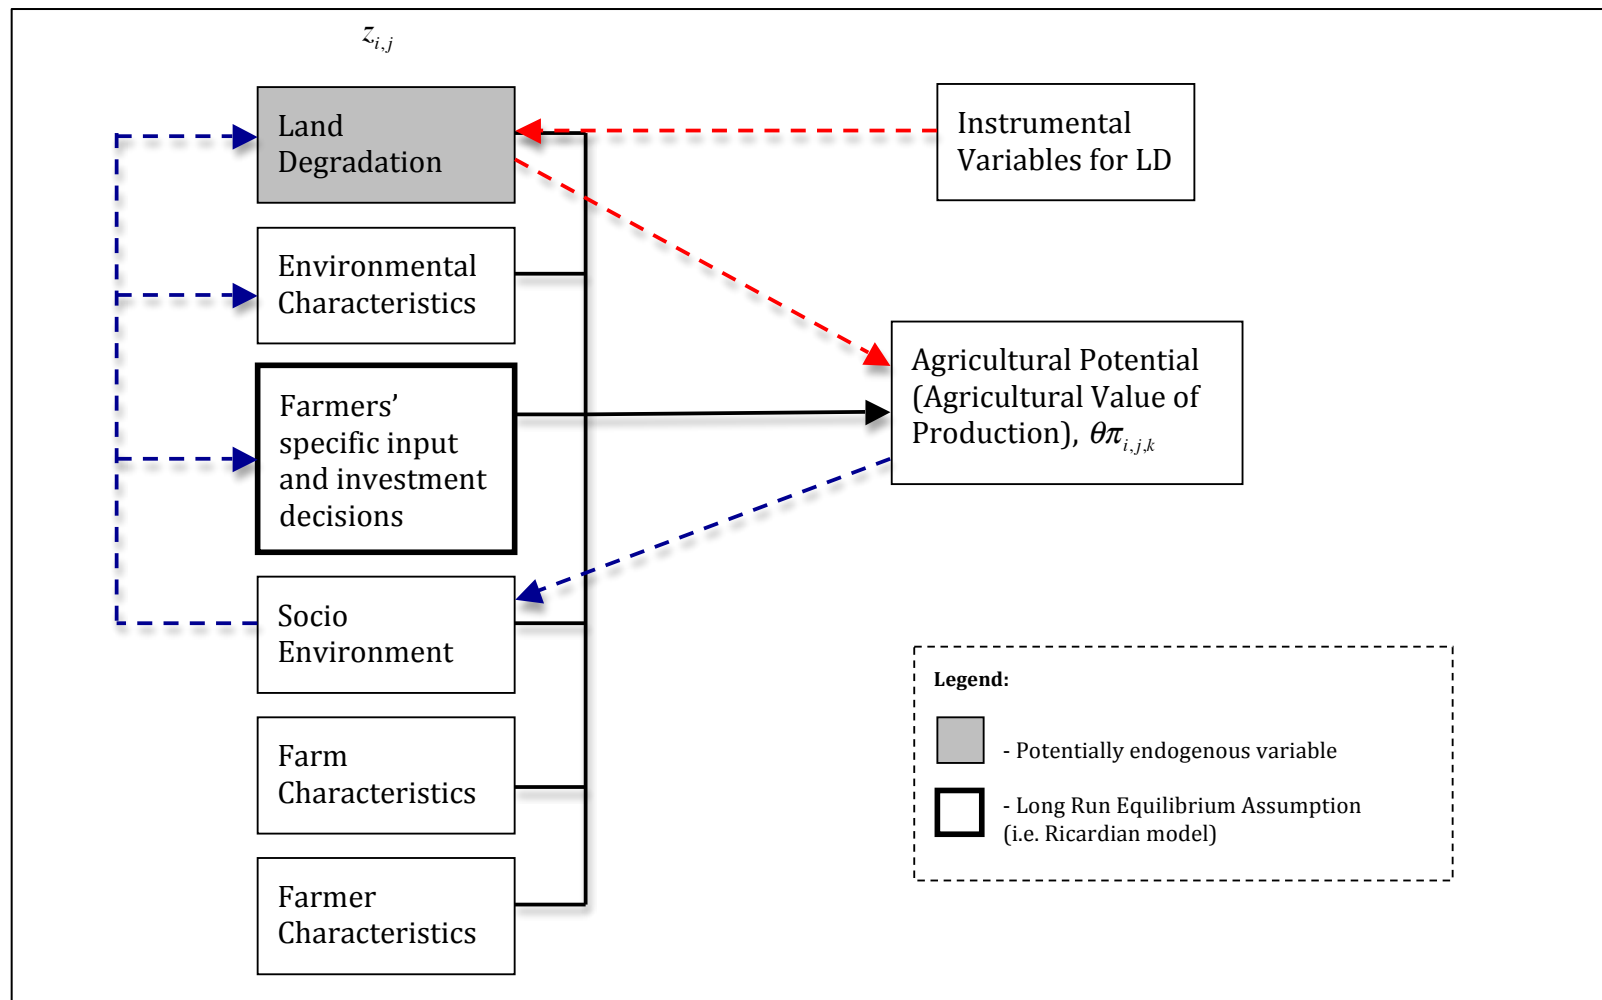 z_{i,j}
Land
Degradation
Environmental
Characteristics
Farmers’
specific input
and investment
decisions
Socio
Environment
Farm
Characteristics
Farmer
Characteristics
Instrumental
Variables for LD
Agricultural Potential
(Agricultural Value of
Production), θπ_{i,j,k}
Legend:
- Potentially endogenous variable
- Long Run Equilibrium Assumption
(i.e. Ricardian model)